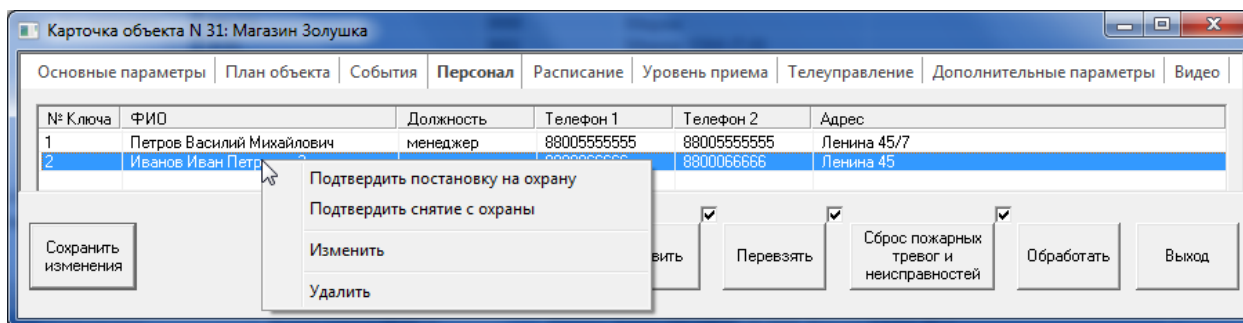 Карточка объекта N 31: Магазин Золушка
Основные параметры План объекта События Персонал Расписание Уровень приема Телеуправление Дополнительные параметры Видео
№ Ключа ФИО Должность Телефон 1 Телефон 2 Адрес
1 Петров Василий Михайлович менеджер 88005555555 88005555555 Ленина 45/7
2 Иванов Иван 8800066666 Ленина 45
Подтвердить постановку на охрану
Подтвердить снятие с охраны
Изменить
Удалить
Сохранить
изменения
Перевзять
Сброс пожарных
тревог и
неисправностей
Обработать
Выход